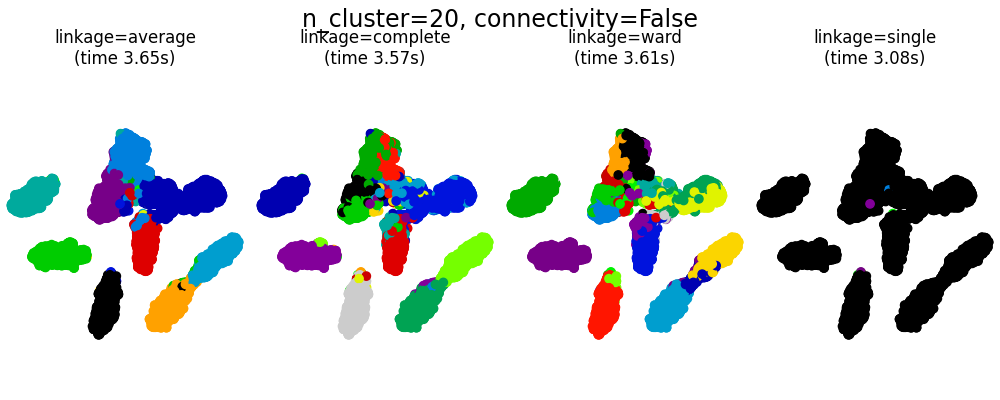 n_cluster=20, connectivity=False
linkage=average
(time 3.65s)
linkage=complete
(time 3.57s)
linkage=ward
(time 3.61s)
linkage=single
(time 3.08s)